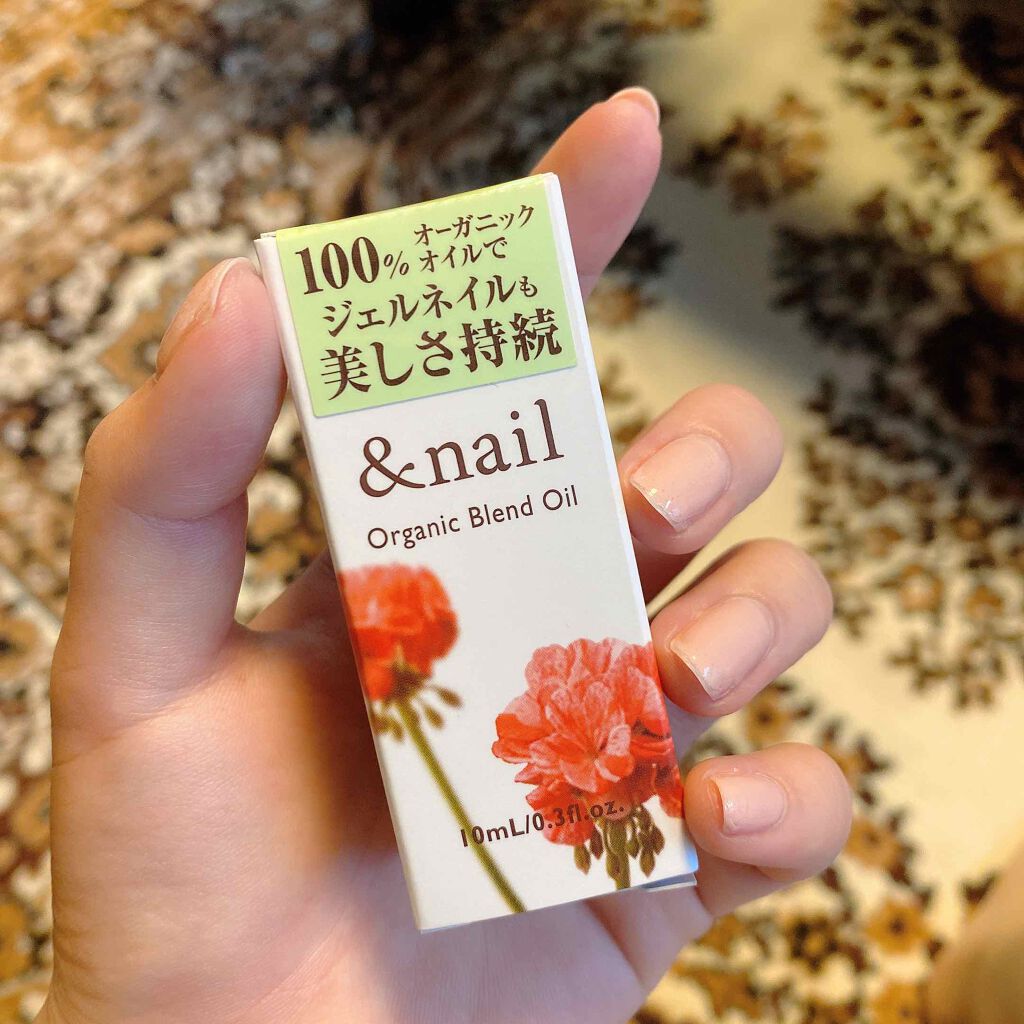 100% オーガニック
オイルで
ジェルネイルも
美しさ持続
&nail
Organic Blend Oil
10mL/0.3fl.oz.